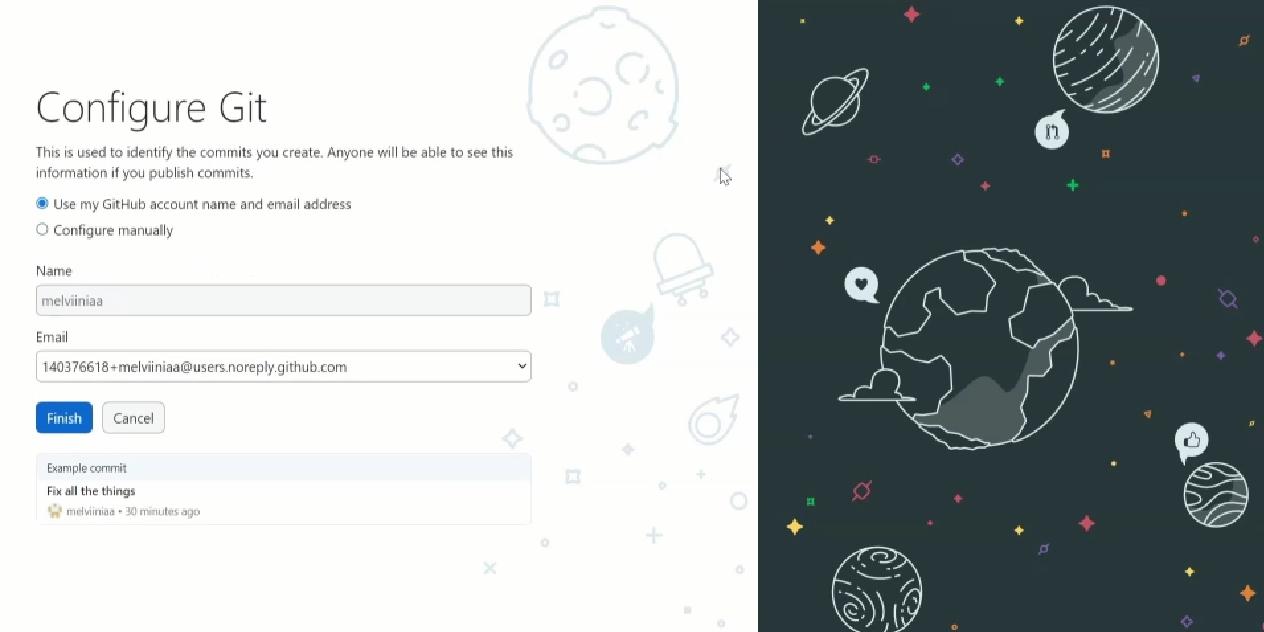 Configure Git
This is used to identify the commits you create. Anyone will be able to see this
information if you publish commits.
Use my GitHub account name and email address
Configure manually
Name
melviiniaa
Email
140376618+melviiniaa@users.noreply.github.com
Finish
Cancel
Example commit
Fix all the things
melviiniaa • 30 minutes ago